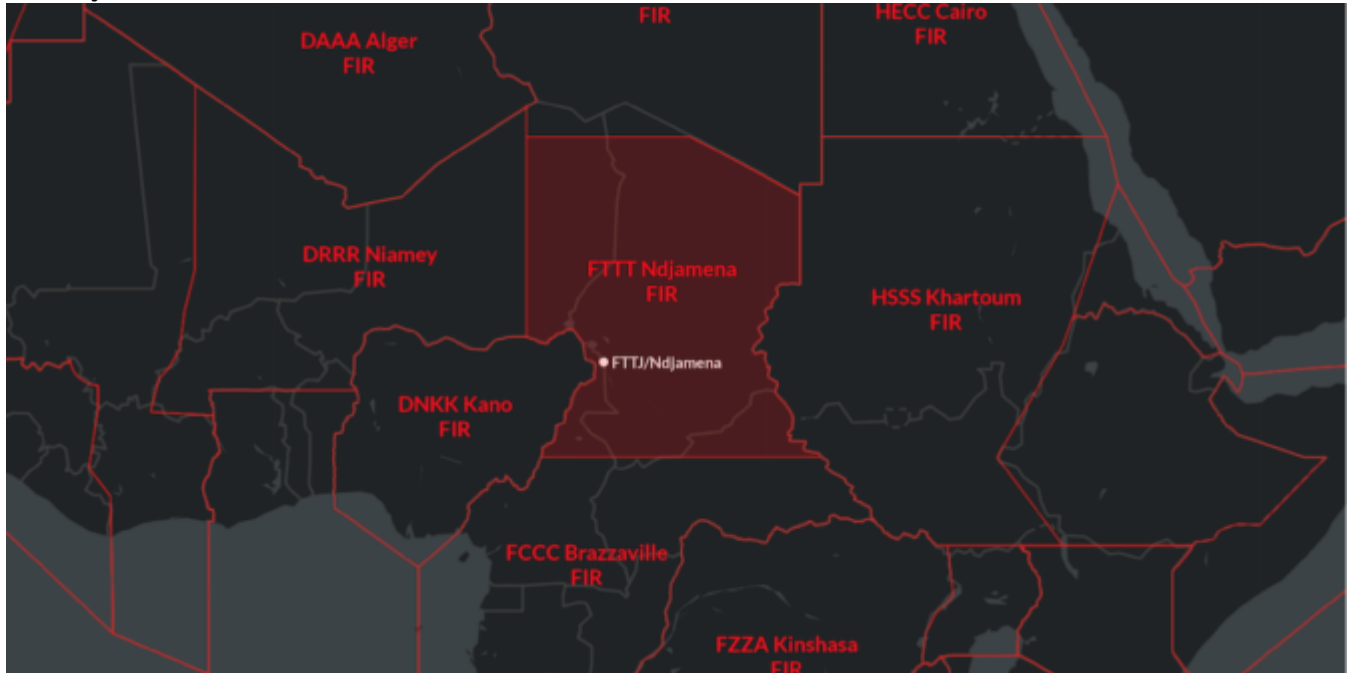 FIR
HECC Cairo
FIR
DAAA Alger
FIR
DRRR Niamey
FIR
FTTT Ndjamena
FIR
HSSS Khartoum
FIR
FTTJ/Ndjamena
DNKK Kano
FIR
FCCC Brazzaville
FIR
FZZA Kinshasa
FIR